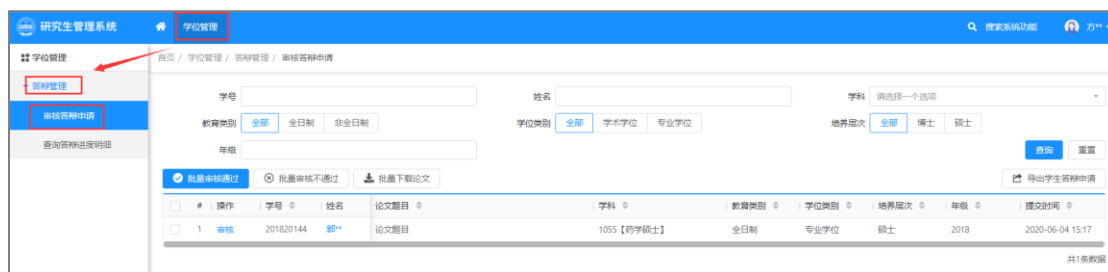 研究生管理系统 学位管理 搜索系统功能 方**
学位管理 首页 / 学位管理 / 答辩管理 / 审核答辩申请
答辩管理
学号 姓名 学科 请选择一个选项
审核答辩申请
教育类别 全部 全日制 非全日制 学位类别 全部 学术学位 专业学位 培养层次 全部 博士 硕士
查询答辩进度明细
年级 查询 重置
批量审核通过 批量审核不通过 批量下载论文 导出学生答辩申请
# 操作 学号 姓名 论文题目 学科 教育类别 学位类别 培养层次 年级 提交时间
1 审核 201820144 郭** 论文题目 1055【药学硕士】 全日制 专业学位 硕士 2018 2020-06-04 15:17
共1条数据